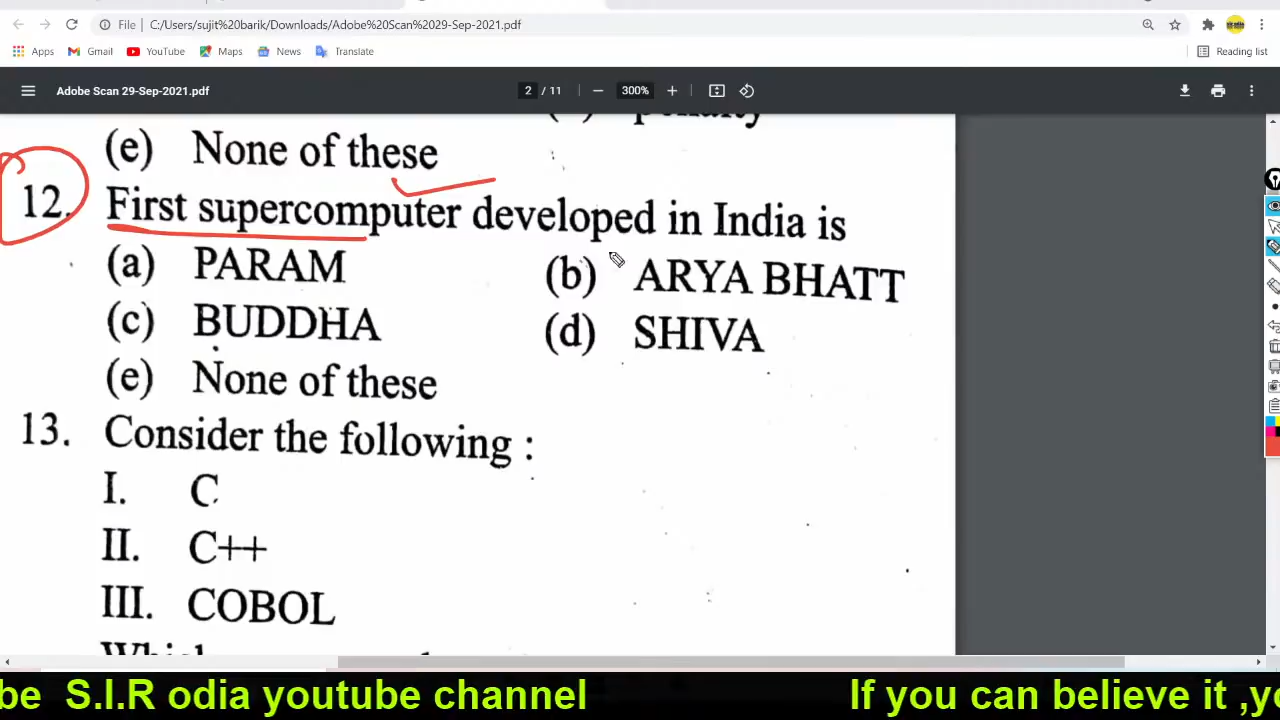 File | C:/Users/sujit%20barik/Downloads/Adobe%20Scan%2029-Sep-2021.pdf
Apps Gmail YouTube Maps News Translate Reading list
Adobe Scan 29-Sep-2021.pdf 2 / 11 300%
penalty
(e) None of these
12. First supercomputer developed in India is
(a) PARAM (b) ARYA BHATT
(c) BUDDHA (d) SHIVA
(e) None of these
13. Consider the following :
I. C
II. C++
III. COBOL
be S.I.R odia youtube channel If you can believe it ,yo